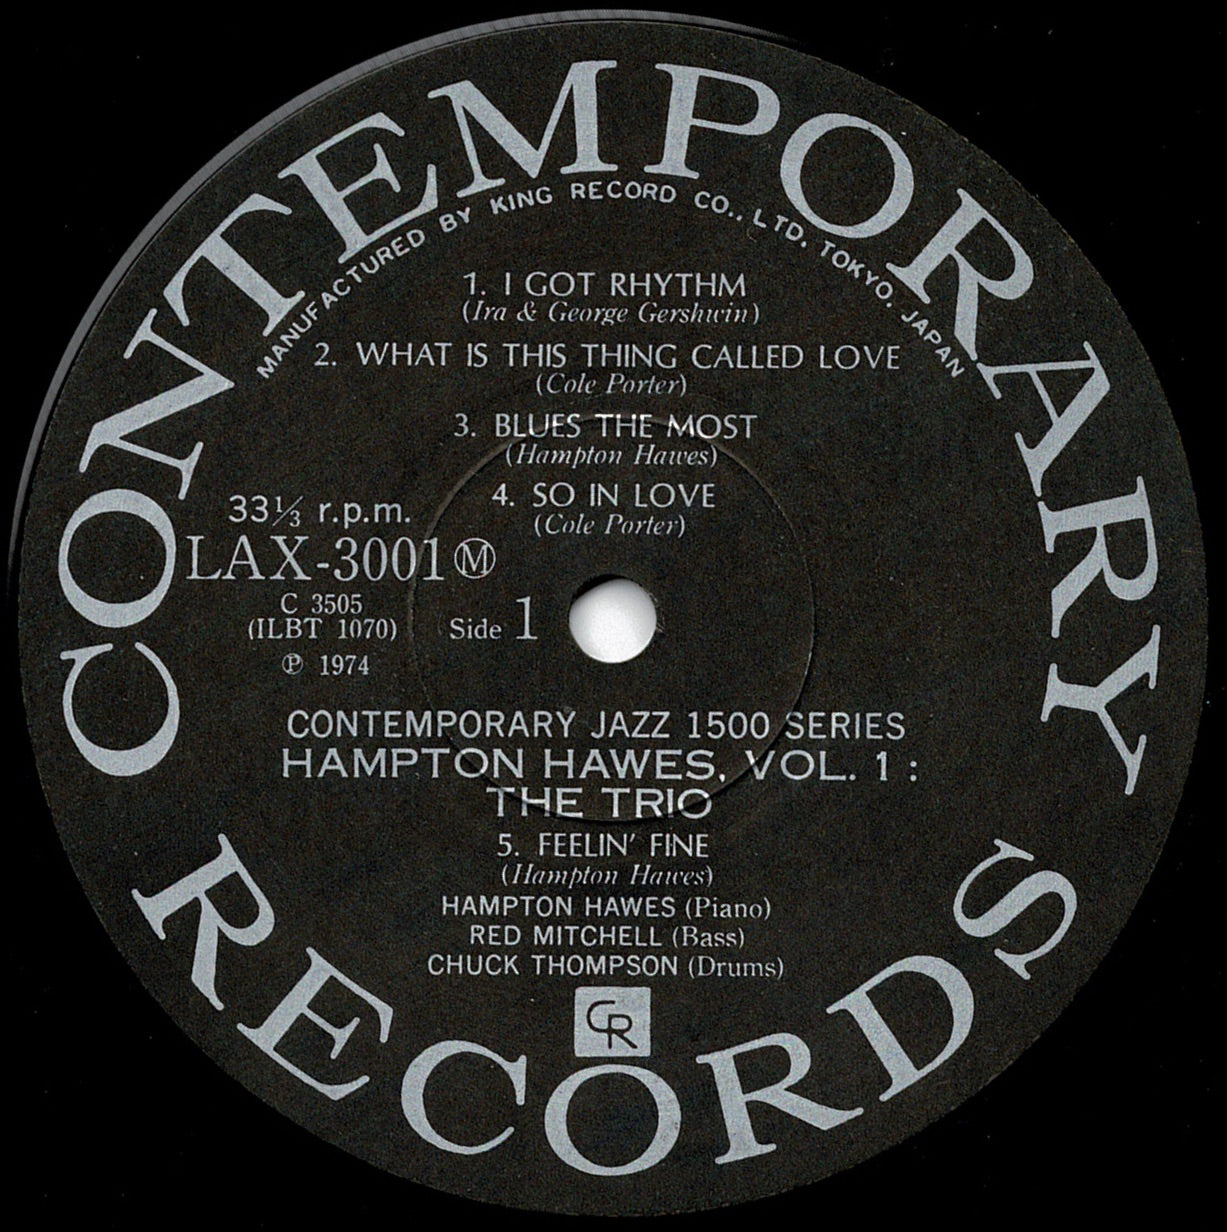 CONTEMPORARY
MANUFACTURED BY KING RECORD CO., LTD. TOKYO. JAPAN
1. I GOT RHYTHM
(Ira & George Gershwin)
2. WHAT IS THIS THING CALLED LOVE
(Cole Porter)
3. BLUES THE MOST
(Hampton Hawes)
4. SO IN LOVE
(Cole Porter)
33⅓ r.p.m.
LAX-3001 Ⓜ
C 3505
(ILBT 1070)
Side 1
℗ 1974
CONTEMPORARY JAZZ 1500 SERIES
HAMPTON HAWES, VOL. 1 :
THE TRIO
5. FEELIN' FINE
(Hampton Hawes)
HAMPTON HAWES (Piano)
RED MITCHELL (Bass)
CHUCK THOMPSON (Drums)
CR
RECORDS